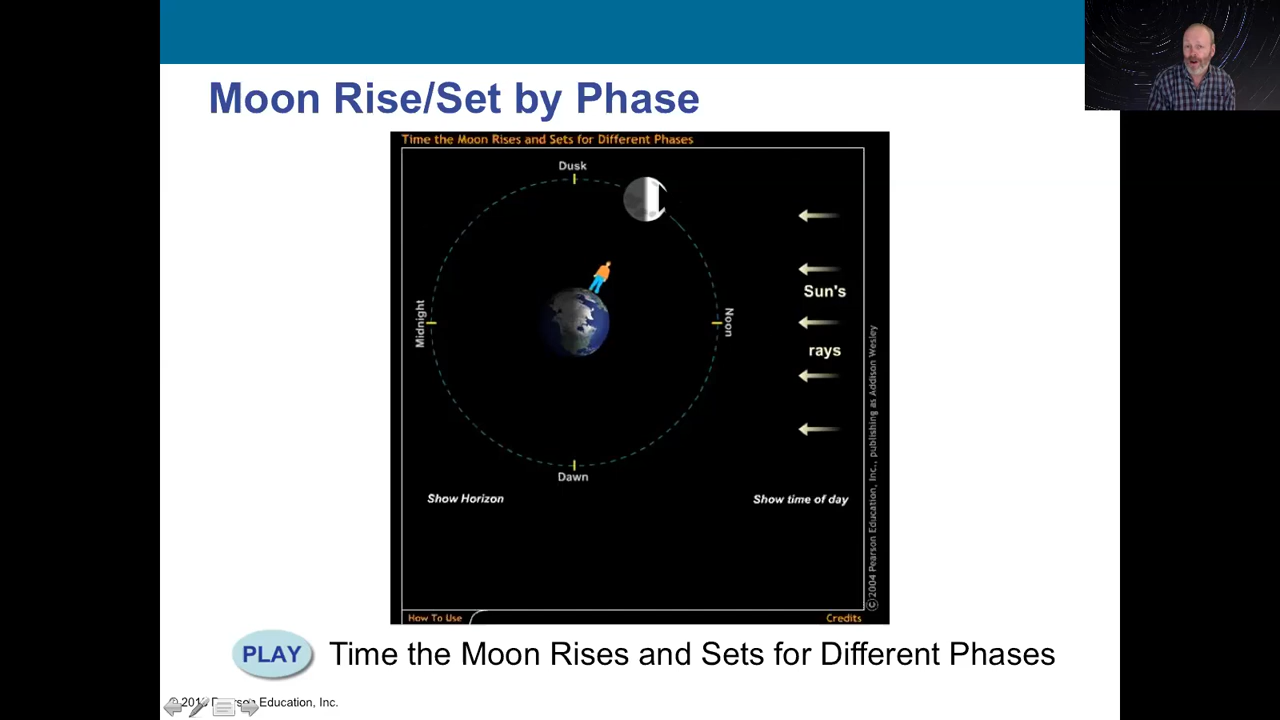 Moon Rise/Set by Phase
Time the Moon Rises and Sets for Different Phases
Dusk
Midnight
Noon
Sun's
rays
Dawn
Show Horizon
Show time of day
©2004 Pearson Education, Inc., publishing as Addison Wesley
How To Use
Credits
PLAY
Time the Moon Rises and Sets for Different Phases
Education, Inc.